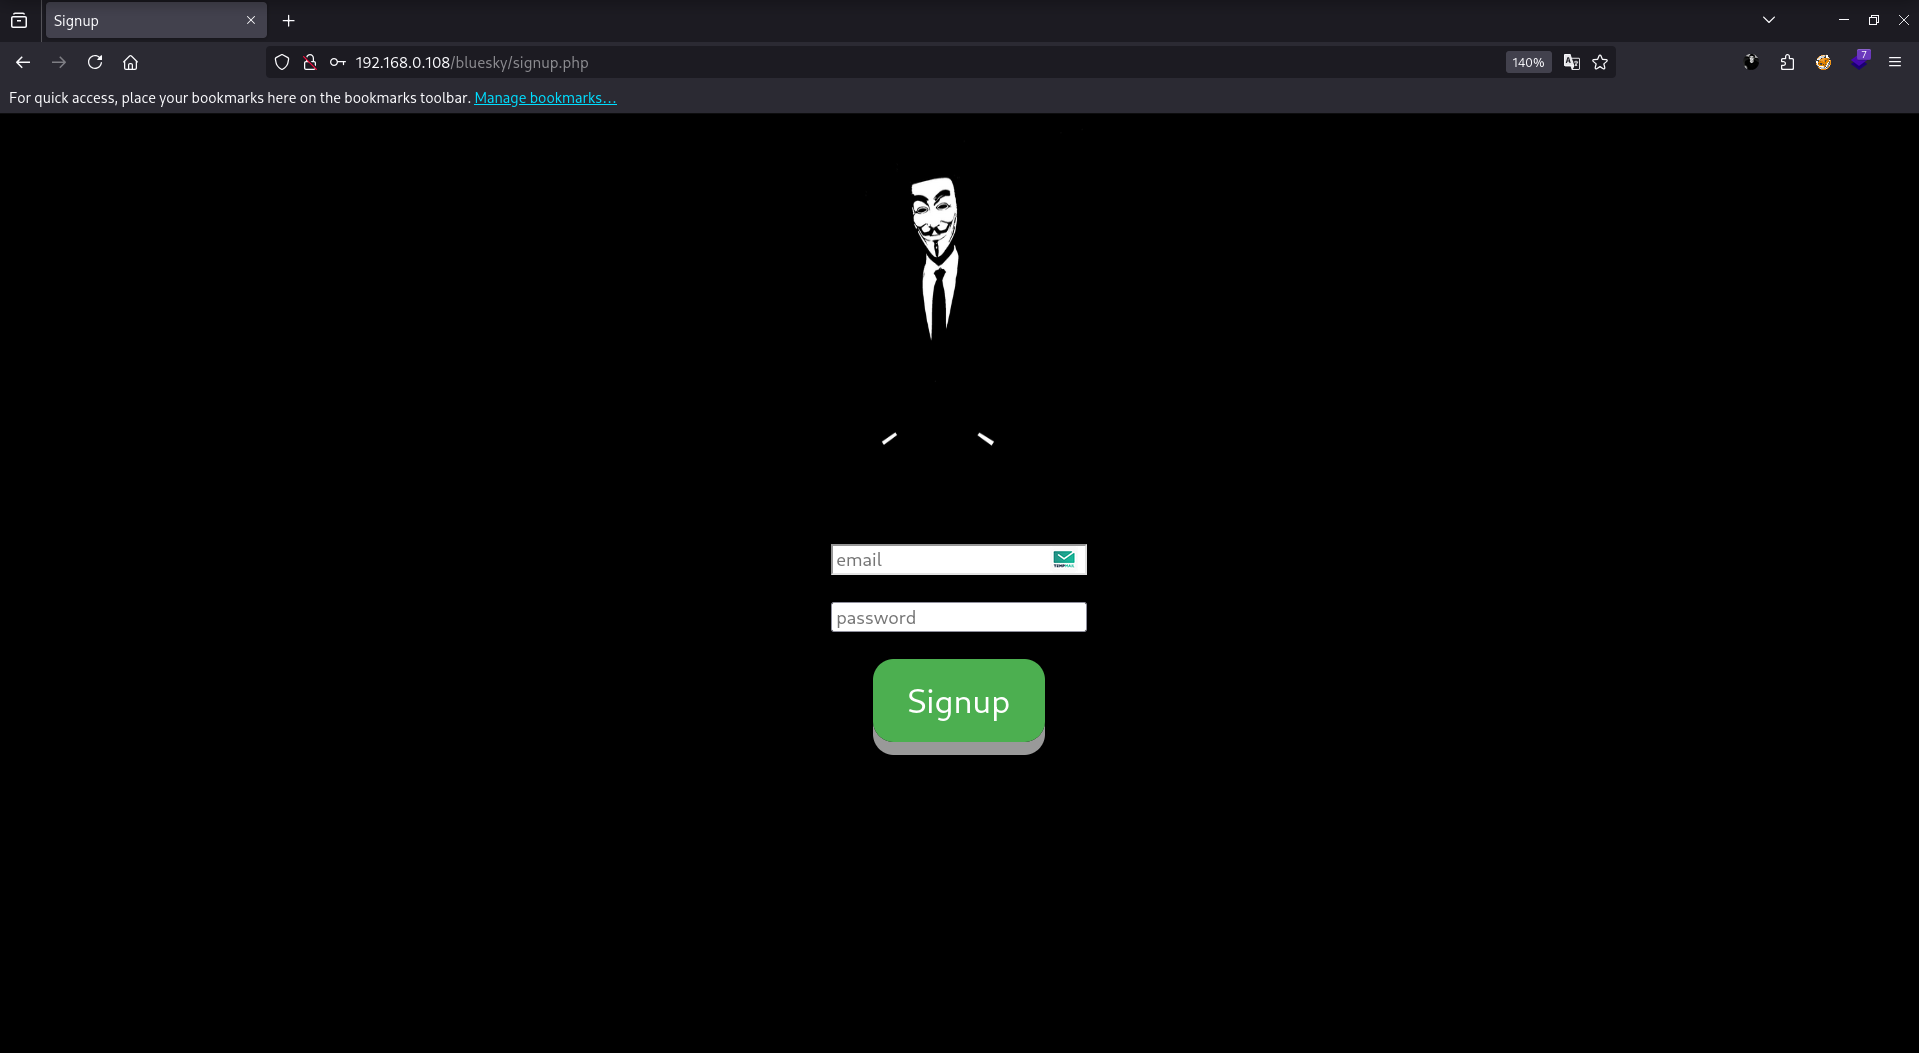 Signup
192.168.0.108/bluesky/signup.php
140%
7
For quick access, place your bookmarks here on the bookmarks toolbar. Manage bookmarks...
email
password
Signup